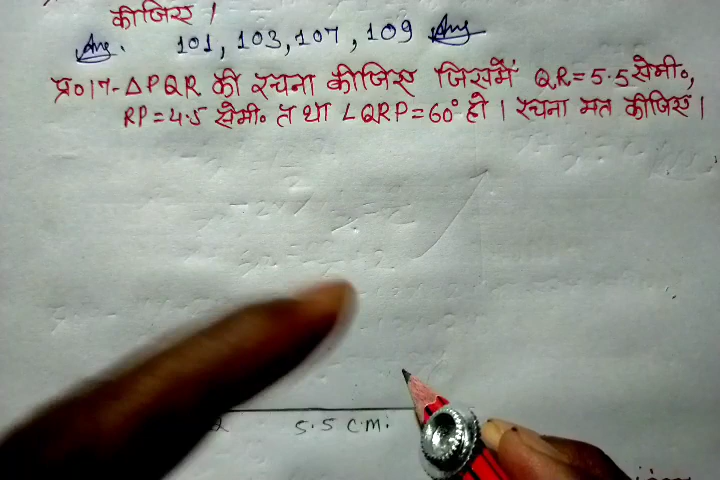 कीजिए।
Ans. 101, 103, 107, 109 Ans
प्र०17- ΔPQR की रचना कीजिए जिसमें QR=5.5 सेमी०,
RP=4.5 सेमी० तथा ∠QRP=60° हो। रचना मत कीजिए।
5.5 C.M.